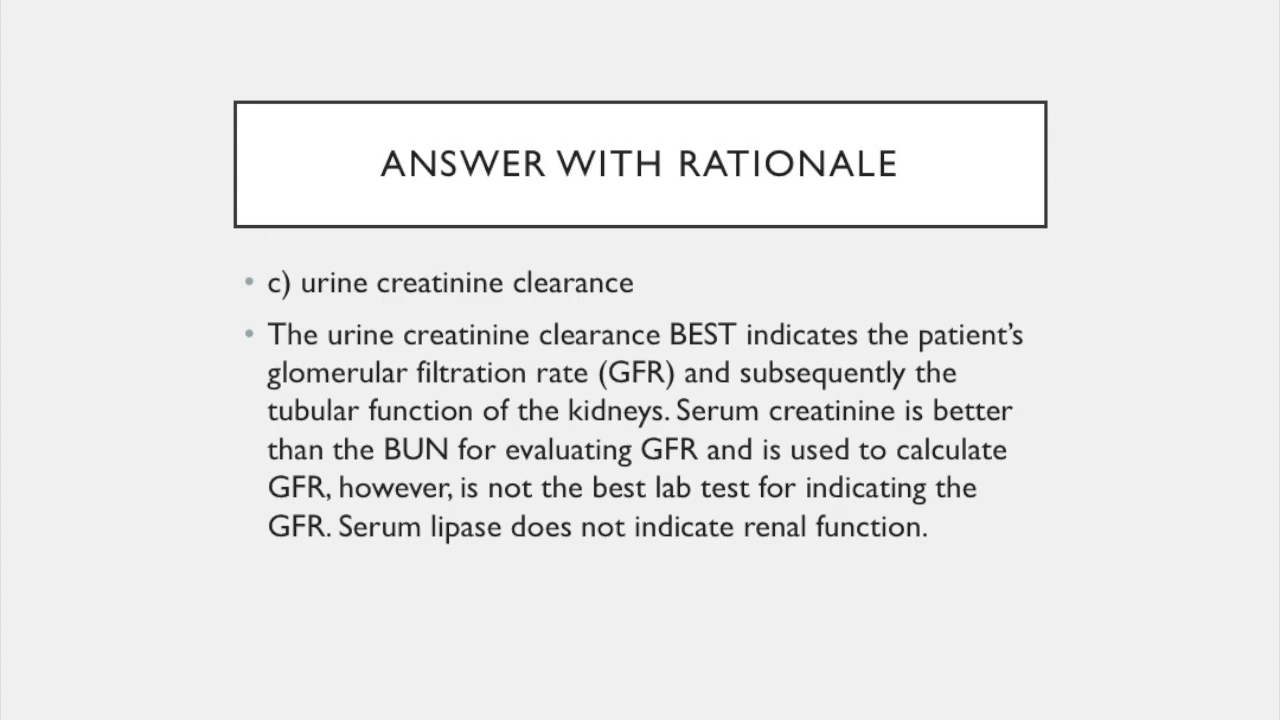 ANSWER WITH RATIONALE
• c) urine creatinine clearance
• The urine creatinine clearance BEST indicates the patient’s
glomerular filtration rate (GFR) and subsequently the
tubular function of the kidneys. Serum creatinine is better
than the BUN for evaluating GFR and is used to calculate
GFR, however, is not the best lab test for indicating the
GFR. Serum lipase does not indicate renal function.